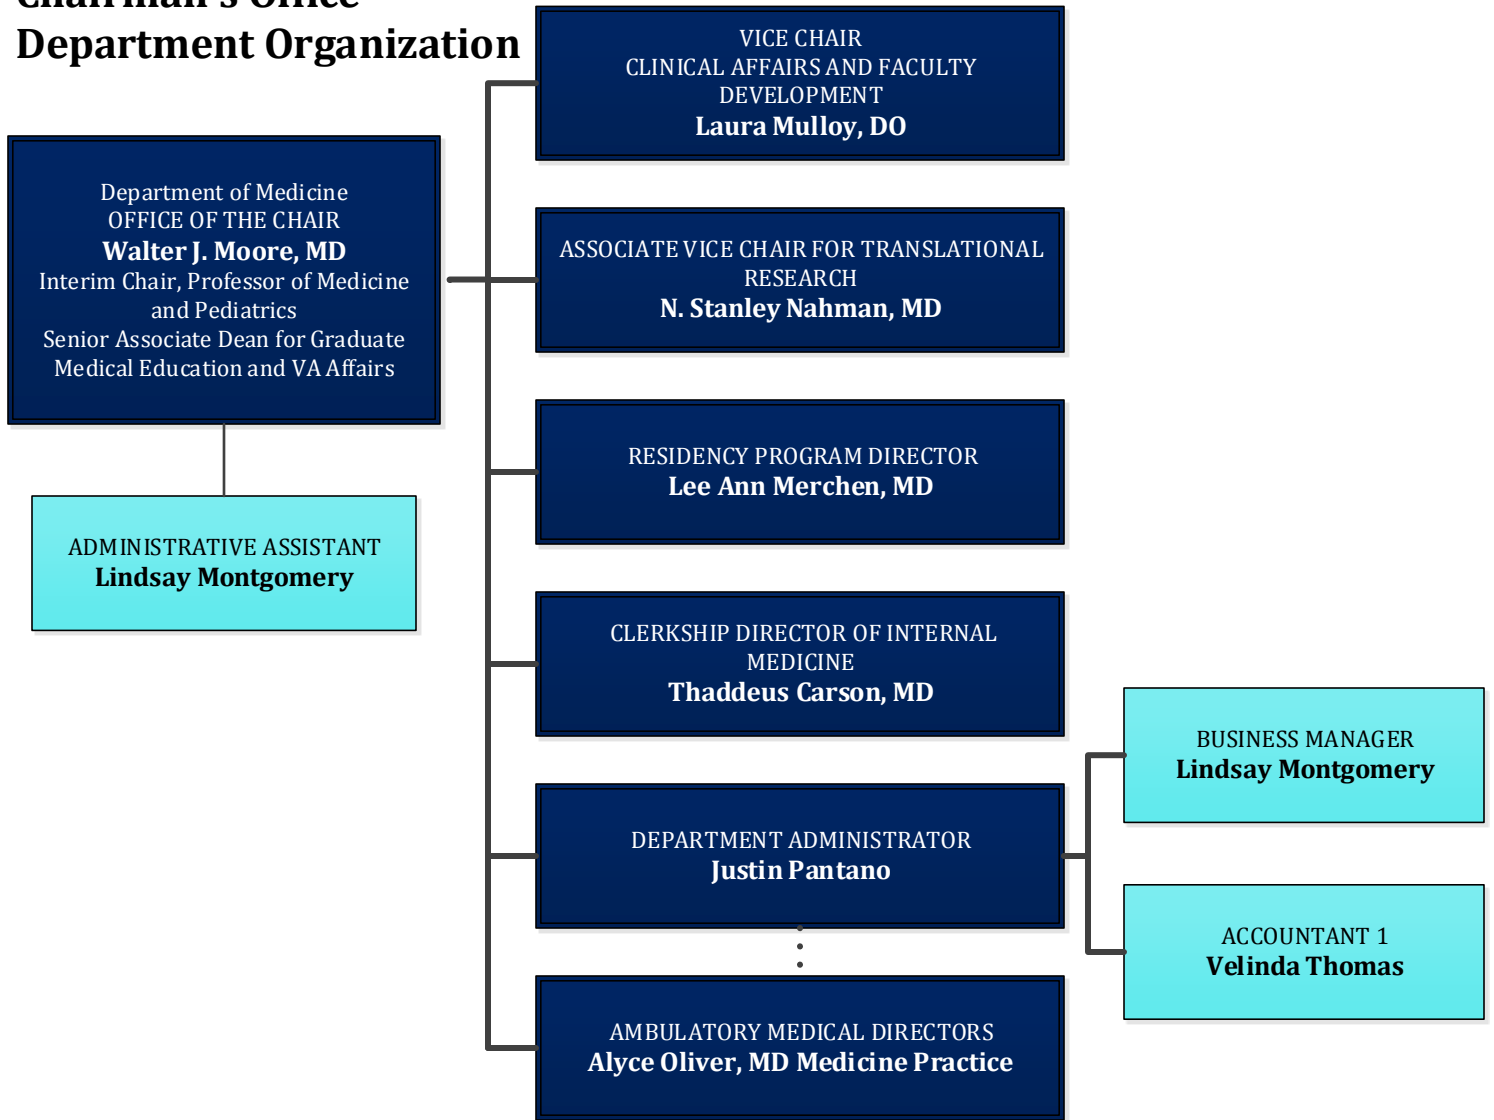 Chairman's Office
Department Organization
VICE CHAIR
CLINICAL AFFAIRS AND FACULTY
DEVELOPMENT
Laura Mulloy, DO
Department of Medicine
OFFICE OF THE CHAIR
Walter J. Moore, MD
Interim Chair, Professor of Medicine
and Pediatrics
Senior Associate Dean for Graduate
Medical Education and VA Affairs
ADMINISTRATIVE ASSISTANT
Lindsay Montgomery
ASSOCIATE VICE CHAIR FOR TRANSLATIONAL
RESEARCH
N. Stanley Nahman, MD
RESIDENCY PROGRAM DIRECTOR
Lee Ann Merchen, MD
CLERKSHIP DIRECTOR OF INTERNAL
MEDICINE
Thaddeus Carson, MD
DEPARTMENT ADMINISTRATOR
Justin Pantano
BUSINESS MANAGER
Lindsay Montgomery
ACCOUNTANT 1
Velinda Thomas
AMBULATORY MEDICAL DIRECTORS
Alyce Oliver, MD Medicine Practice